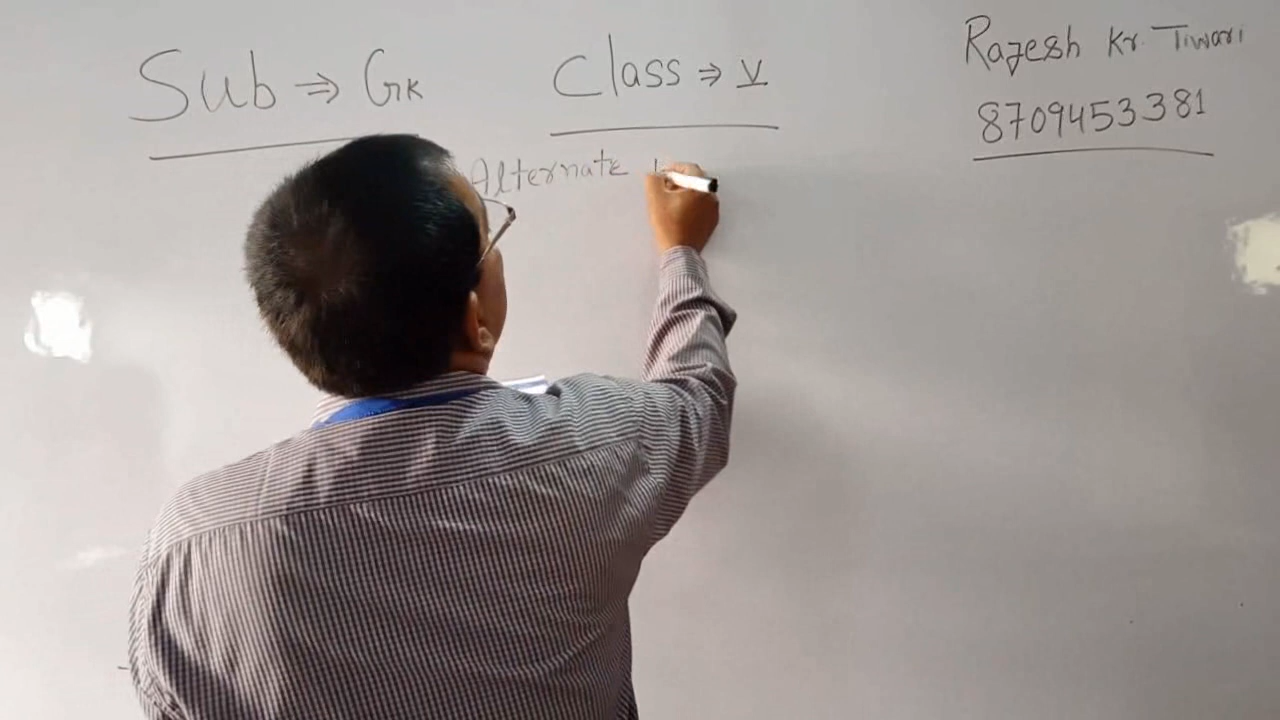 Sub ⇒ GK
Class ⇒ V
Rajesh Kr. Tiwari
8709453381
Alternate